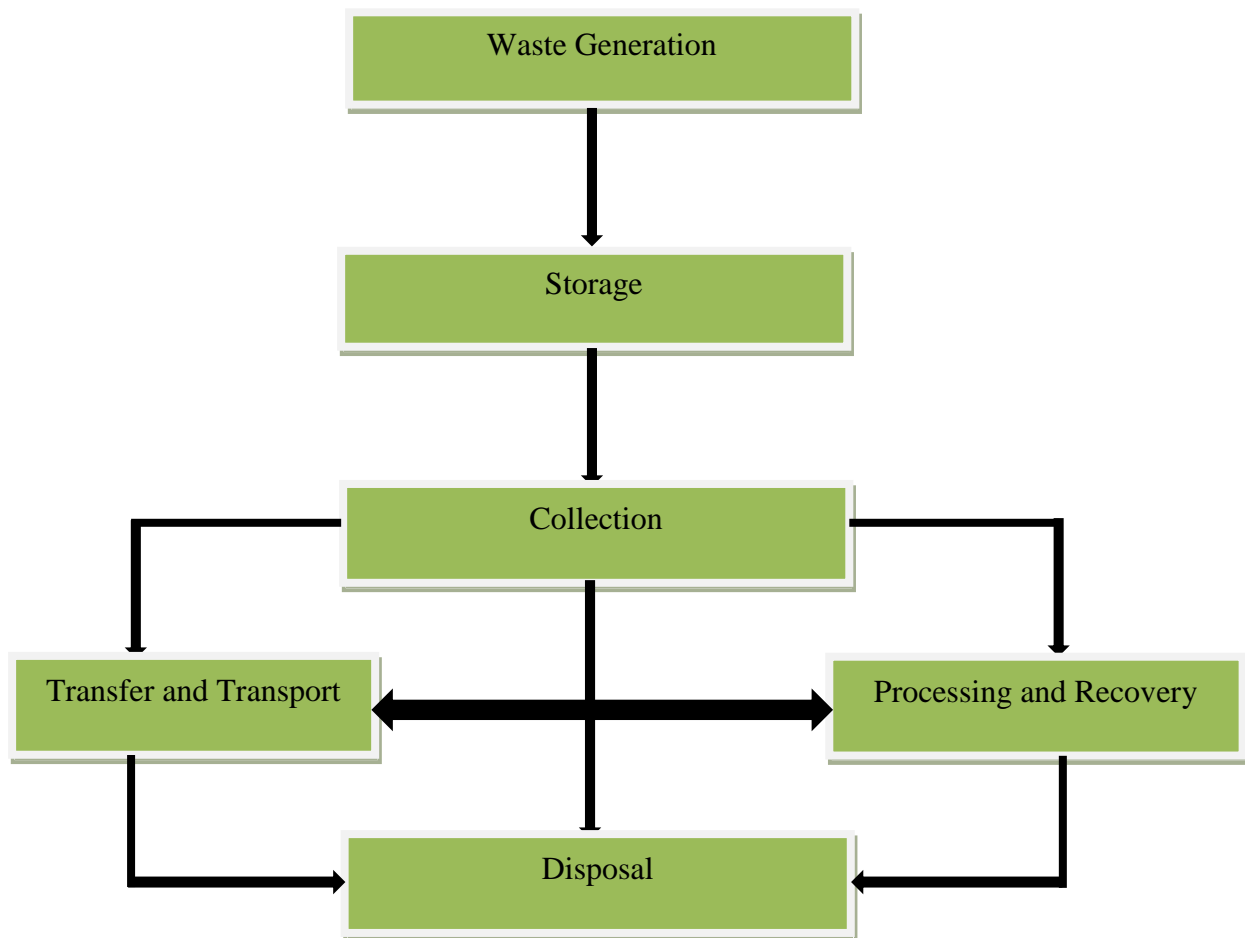 Waste Generation
Storage
Collection
Transfer and Transport
Processing and Recovery
Disposal